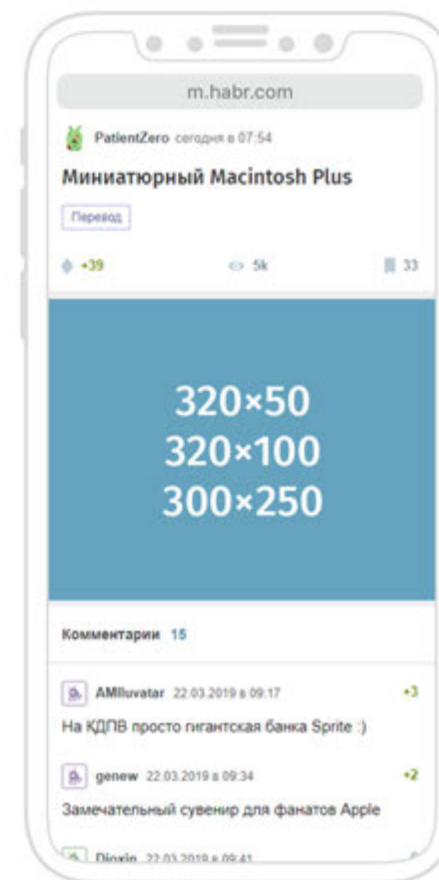 m.habr.com
PatientZero сегодня в 07:54
Миниатюрный Macintosh Plus
Перевод
+39 5k 33
320×50
320×100
300×250
Комментарии 15
AMIluvatar 22.03.2019 в 09:17 +3
На КДПВ просто гигантская банка Sprite :)
genew 22.03.2019 в 09:34 +2
Замечательный сувенир для фанатов Apple
Dioxin 22.03.2019 в 09:41